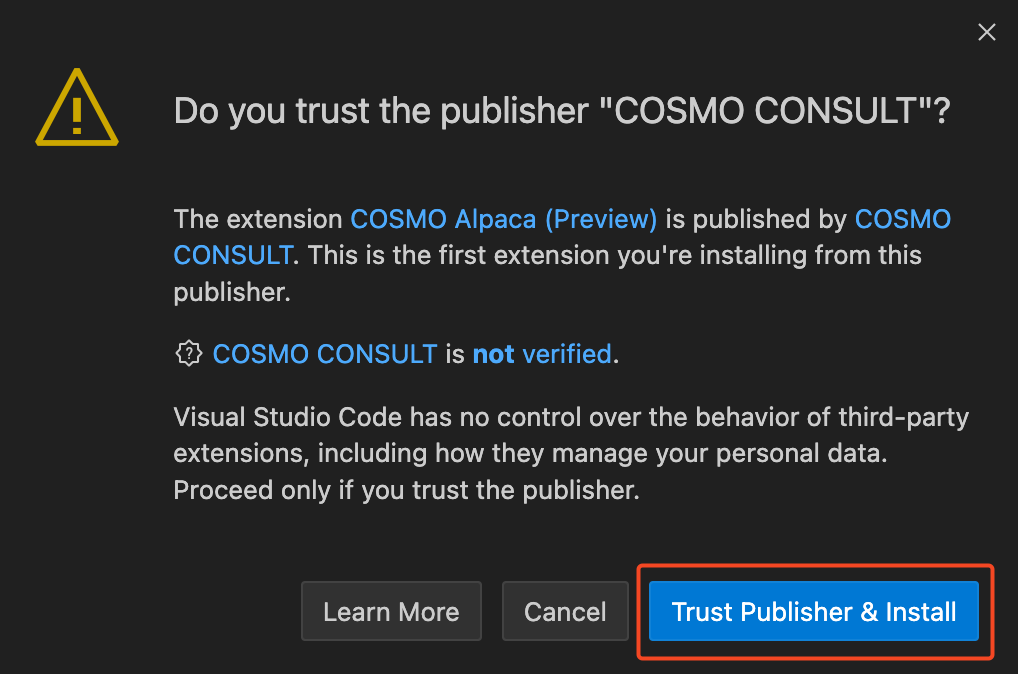 Do you trust the publisher "COSMO CONSULT"?
The extension COSMO Alpaca (Preview) is published by COSMO
CONSULT. This is the first extension you're installing from this
publisher.
COSMO CONSULT is not verified.
Visual Studio Code has no control over the behavior of third-party
extensions, including how they manage your personal data.
Proceed only if you trust the publisher.
Learn More
Cancel
Trust Publisher & Install